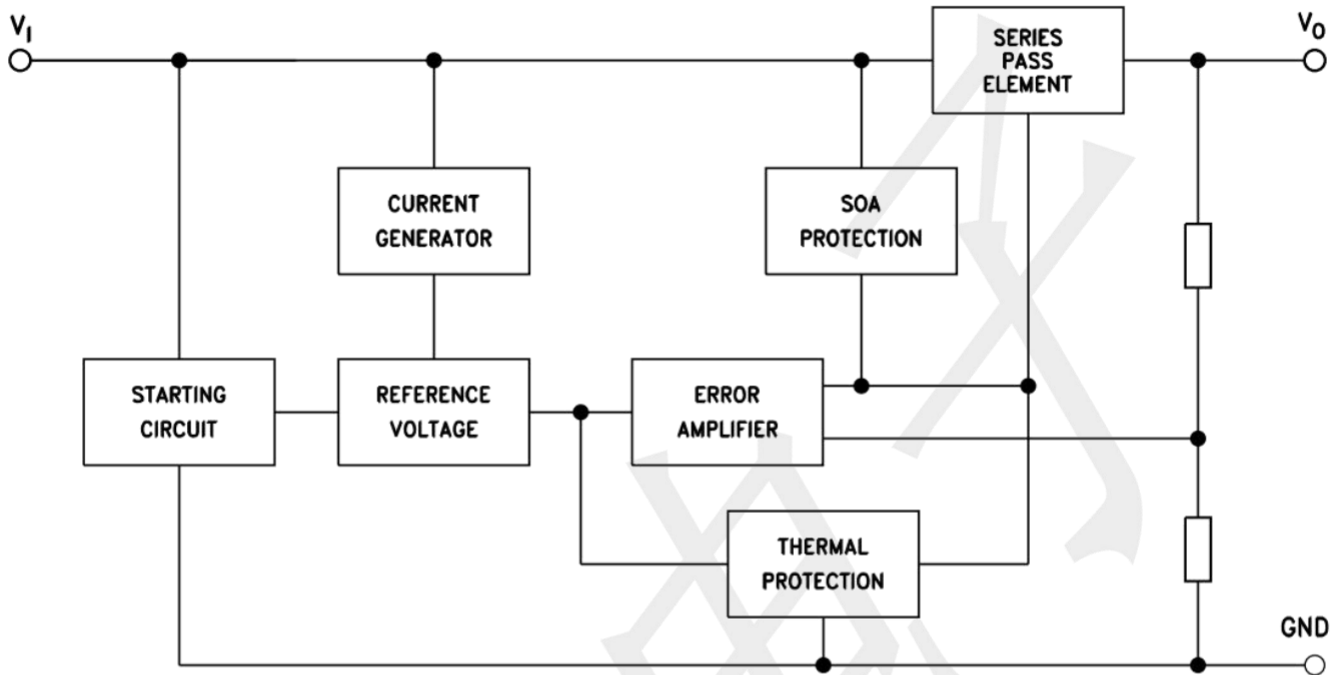 VI
VO
SERIES
PASS
ELEMENT
CURRENT
GENERATOR
SOA
PROTECTION
STARTING
CIRCUIT
REFERENCE
VOLTAGE
ERROR
AMPLIFIER
THERMAL
PROTECTION
GND